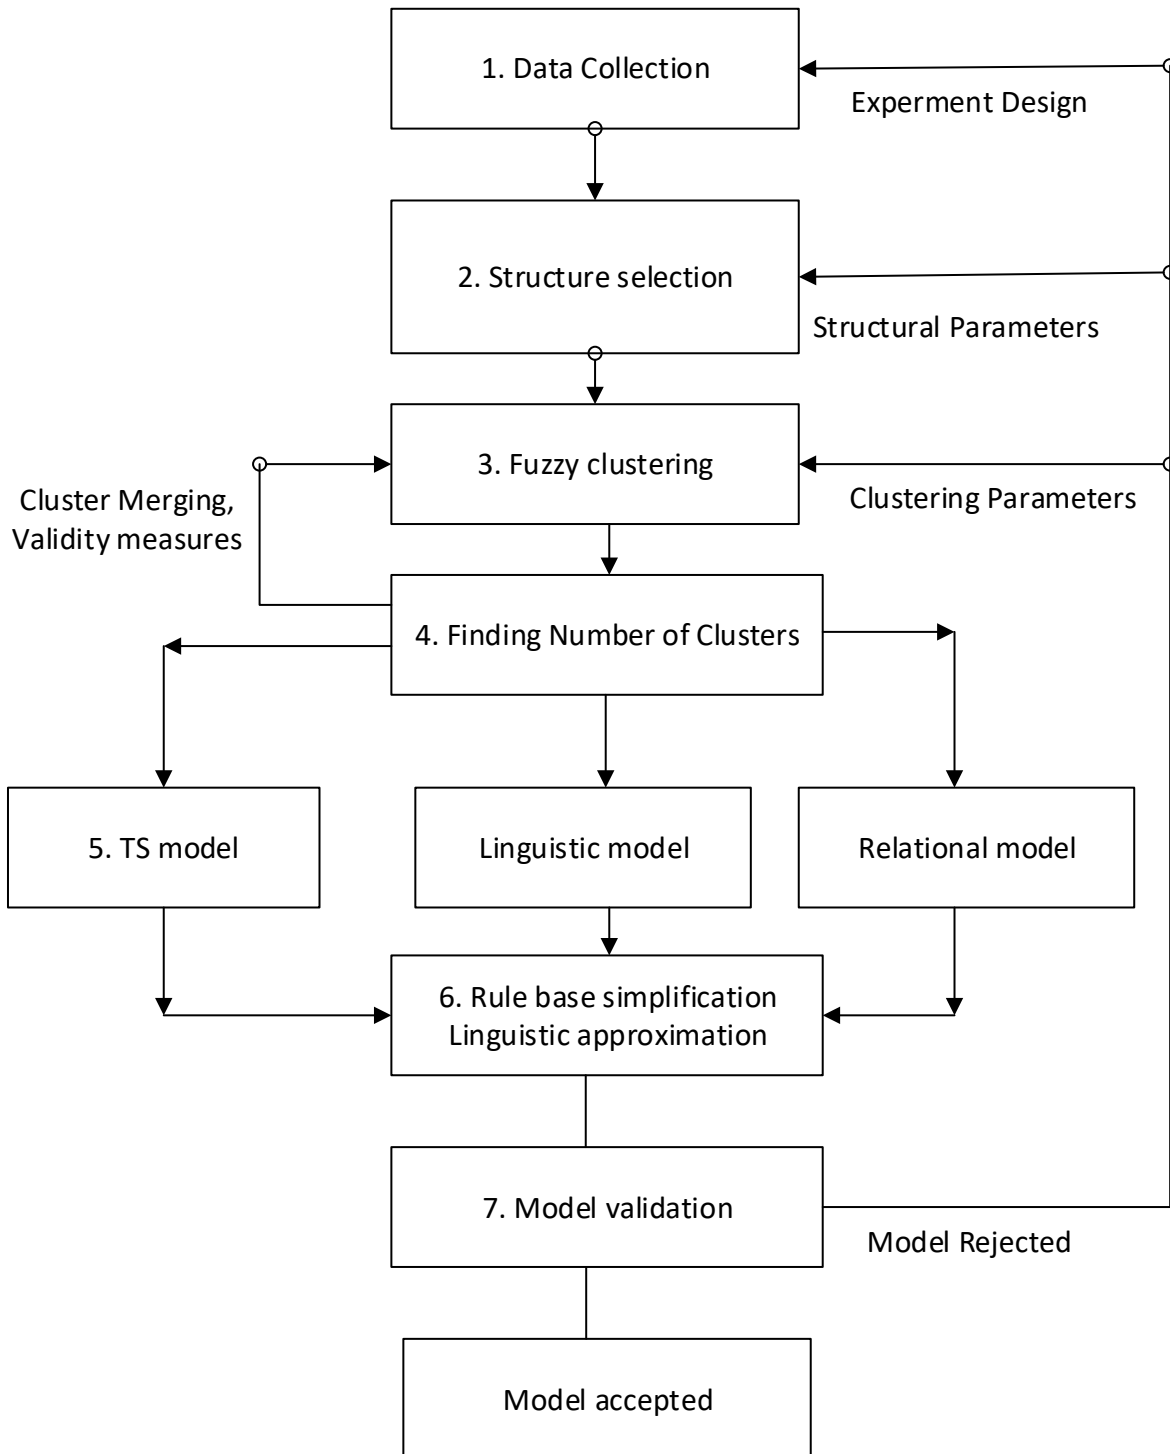 1. Data Collection
Experment Design
2. Structure selection
Structural Parameters
3. Fuzzy clustering
Cluster Merging,
Validity measures
Clustering Parameters
4. Finding Number of Clusters
5. TS model
Linguistic model
Relational model
6. Rule base simplification
Linguistic approximation
7. Model validation
Model Rejected
Model accepted